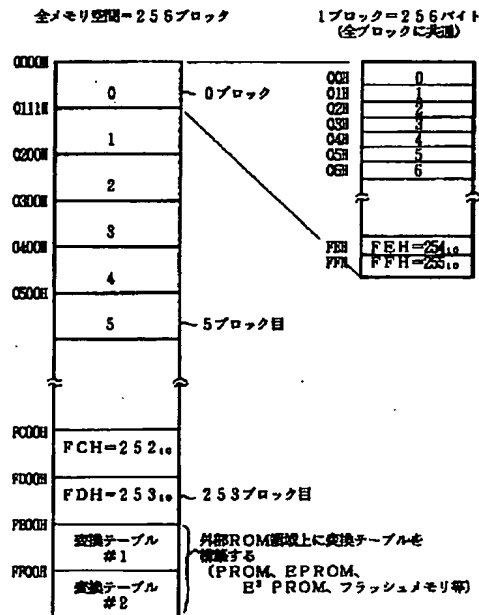 全メモリ空間=256ブロック
1ブロック=256バイト
(全ブロックに共通)
0000H
0
0ブロック
0111H
1
0200H
2
0300H
3
0400H
4
0500H
5
5ブロック目
FC00H
FCH=252₁₀
FD00H
FDH=253₁₀
253ブロック目
FE00H
変換テーブル
#1
FF00H
変換テーブル
#2
外部ROM領域上に変換テーブルを
構築する
(PROM、EPROM、
E² PROM、フラッシュメモリ等)
00H
0
01H
1
02H
2
03H
3
04H
4
05H
5
06H
6
FEH
FEH=254₁₀
FFH
FFH=255₁₀